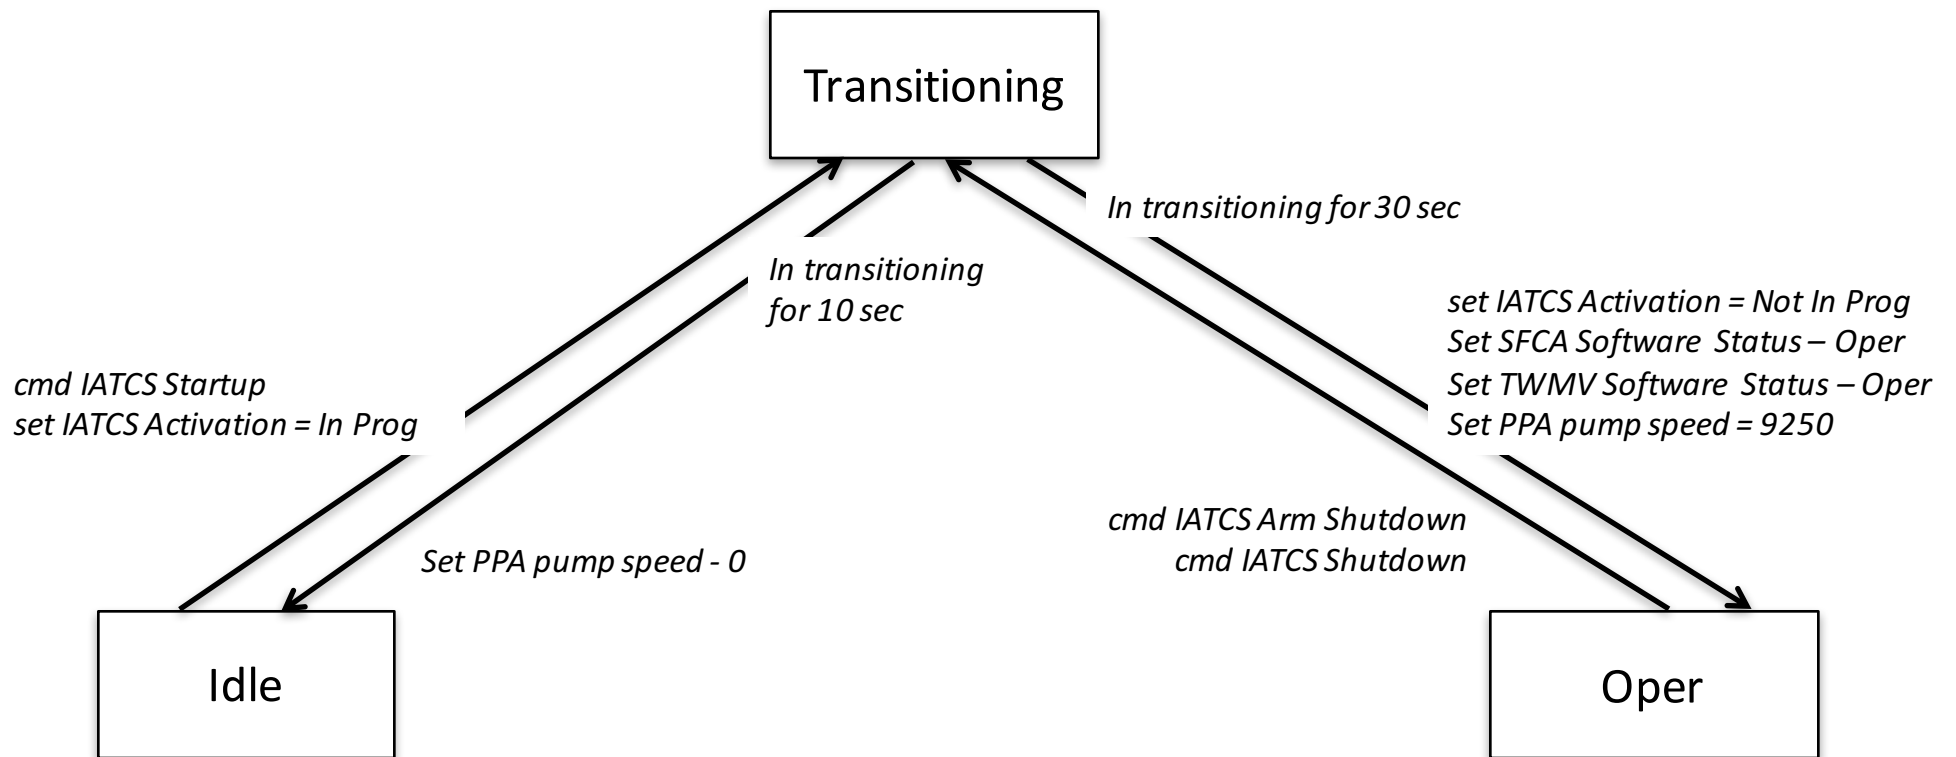 Transitioning
In transitioning for 30 sec
In transitioning
for 10 sec
set IATCS Activation = Not In Prog
Set SFCA Software Status – Oper
Set TWMV Software Status – Oper
Set PPA pump speed = 9250
cmd IATCS Startup
set IATCS Activation = In Prog
cmd IATCS Arm Shutdown
cmd IATCS Shutdown
Set PPA pump speed - 0
Idle
Oper